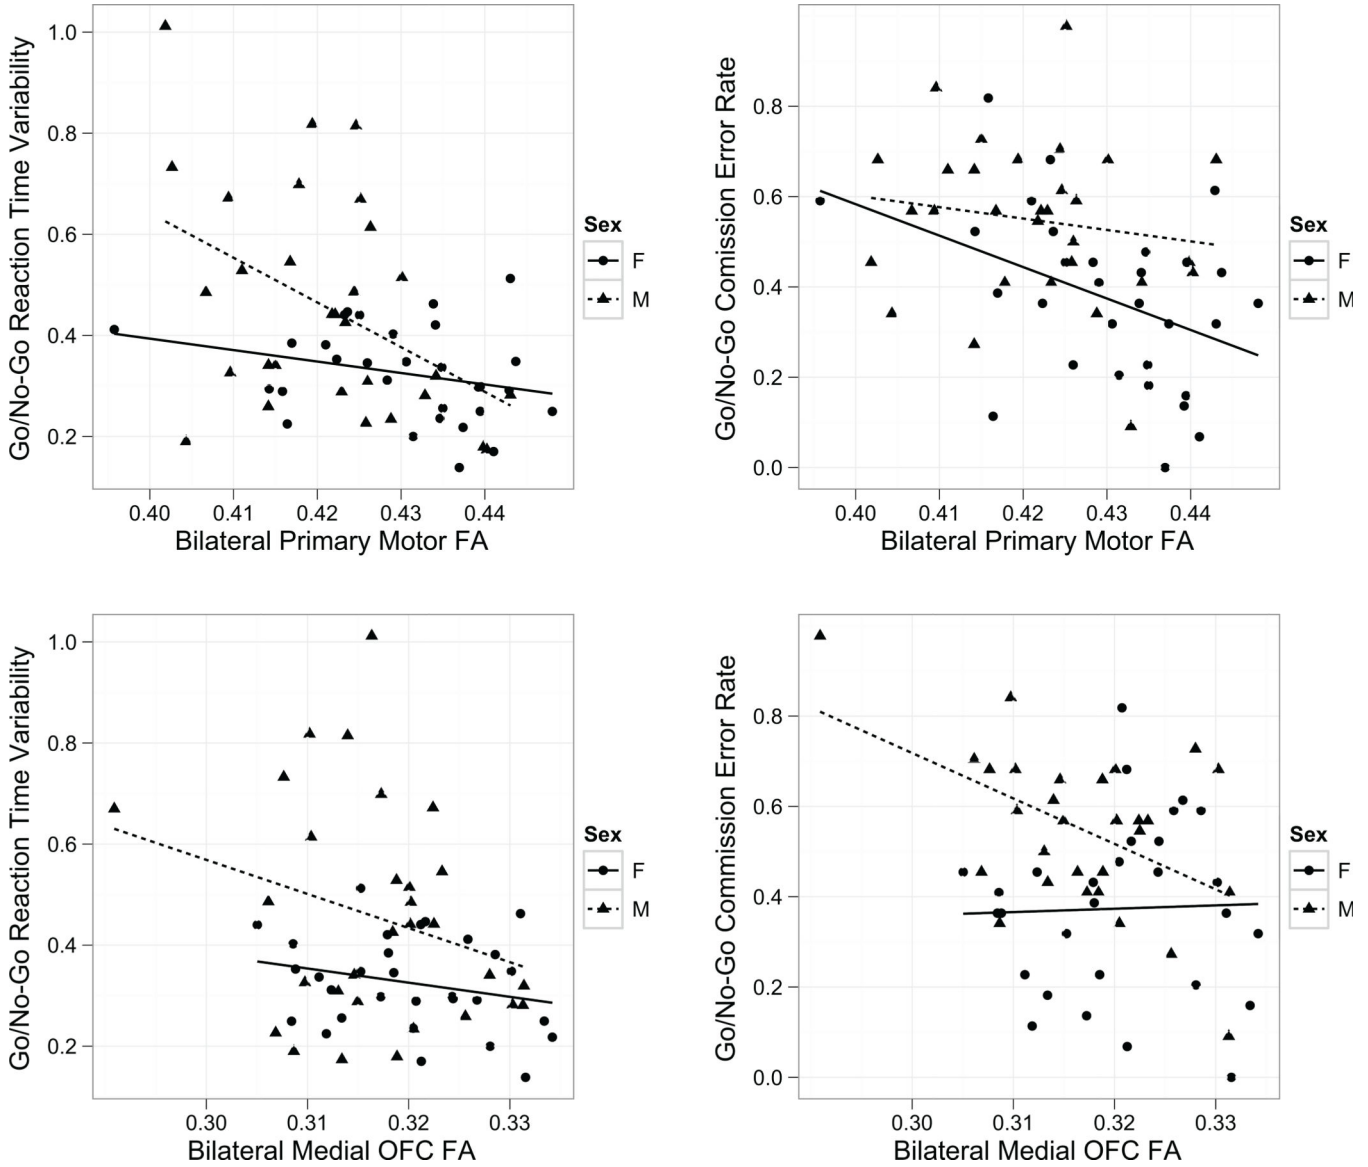 Go/No-Go Reaction Time Variability
1.0
0.8
0.6
0.4
0.2
0.40 0.41 0.42 0.43 0.44
Bilateral Primary Motor FA
Sex
F
M
Go/No-Go Comission Error Rate
0.8
0.6
0.4
0.2
0.0
0.40 0.41 0.42 0.43 0.44
Bilateral Primary Motor FA
Sex
F
M
Go/No-Go Reaction Time Variability
1.0
0.8
0.6
0.4
0.2
0.30 0.31 0.32 0.33
Bilateral Medial OFC FA
Sex
F
M
Go/No-Go Commission Error Rate
0.8
0.6
0.4
0.2
0.0
0.30 0.31 0.32 0.33
Bilateral Medial OFC FA
Sex
F
M